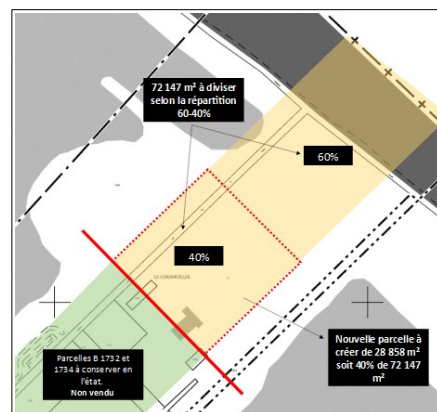 72 147 m² à diviser
selon la répartition
60-40%
60%
40%
Nouvelle parcelle à
créer de 28 858 m²
soit 40% de 72 147
m²
Parcelles B 1732 et
1734 à conserver en
l'état.
Non vendu